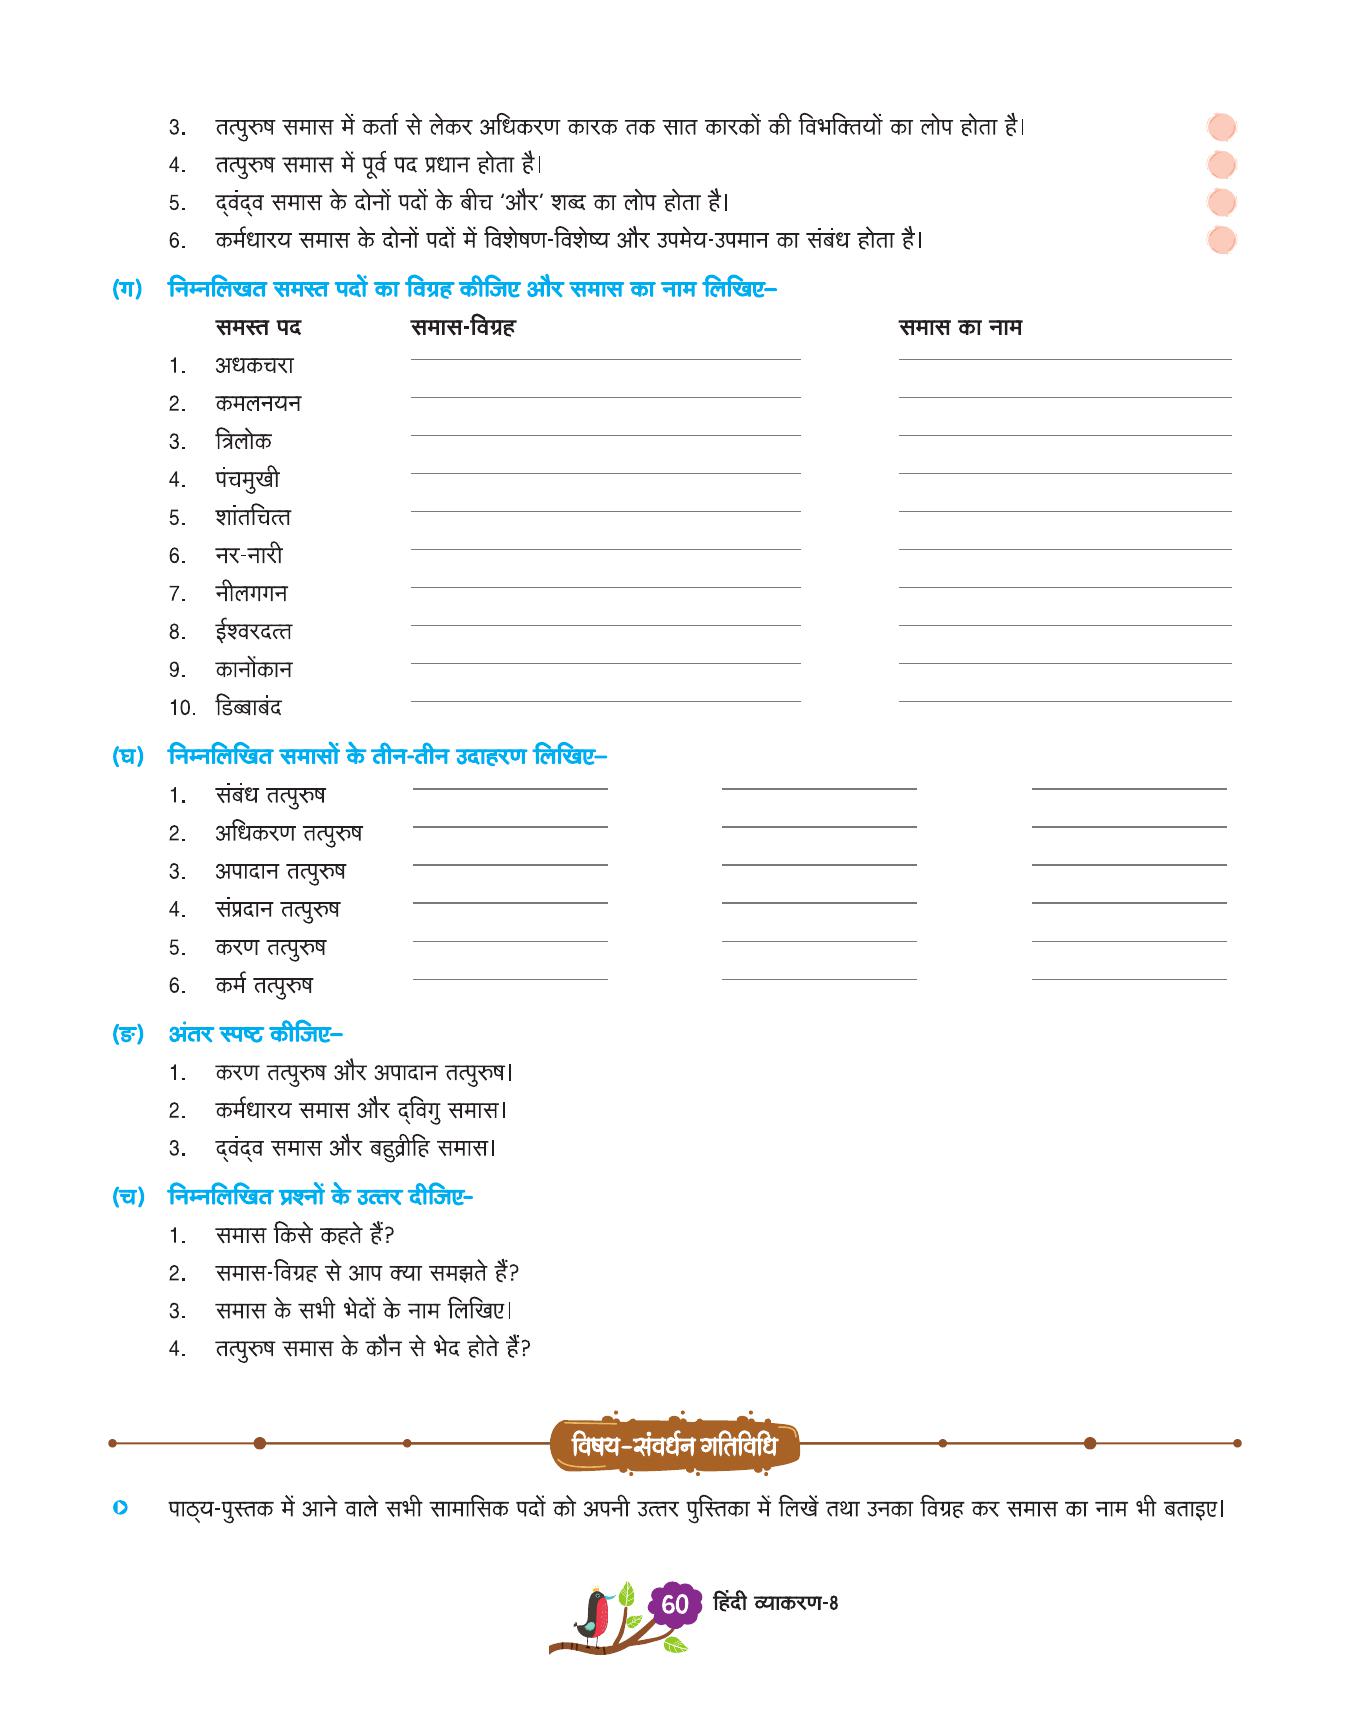 3. तत्पुरुष समास में कर्ता से लेकर अधिकरण कारक तक सात कारकों की विभक्तियों का लोप होता है।
4. तत्पुरुष समास में पूर्व पद प्रधान होता है।
5. द्वंद्व समास के दोनों पदों के बीच ‘और’ शब्द का लोप होता है।
6. कर्मधारय समास के दोनों पदों में विशेषण-विशेष्य और उपमेय-उपमान का संबंध होता है।
(ग) निम्नलिखत समस्त पदों का विग्रह कीजिए और समास का नाम लिखिए–
समस्त पद समास-विग्रह समास का नाम
1. अधकचरा
2. कमलनयन
3. त्रिलोक
4. पंचमुखी
5. शांतचित्त
6. नर-नारी
7. नीलगगन
8. ईश्वरदत्त
9. कानोंकान
10. डिब्बाबंद
(घ) निम्नलिखित समासों के तीन-तीन उदाहरण लिखिए–
1. संबंध तत्पुरुष
2. अधिकरण तत्पुरुष
3. अपादान तत्पुरुष
4. संप्रदान तत्पुरुष
5. करण तत्पुरुष
6. कर्म तत्पुरुष
(ङ) अंतर स्पष्ट कीजिए–
1. करण तत्पुरुष और अपादान तत्पुरुष।
2. कर्मधारय समास और द्विगु समास।
3. द्वंद्व समास और बहुव्रीहि समास।
(च) निम्नलिखित प्रश्नों के उत्तर दीजिए-
1. समास किसे कहते हैं?
2. समास-विग्रह से आप क्या समझते हैं?
3. समास के सभी भेदों के नाम लिखिए।
4. तत्पुरुष समास के कौन से भेद होते हैं?
विषय-संवर्धन गतिविधि
पाठ्य-पुस्तक में आने वाले सभी सामासिक पदों को अपनी उत्तर पुस्तिका में लिखें तथा उनका विग्रह कर समास का नाम भी बताइए।
60 हिंदी व्याकरण-8